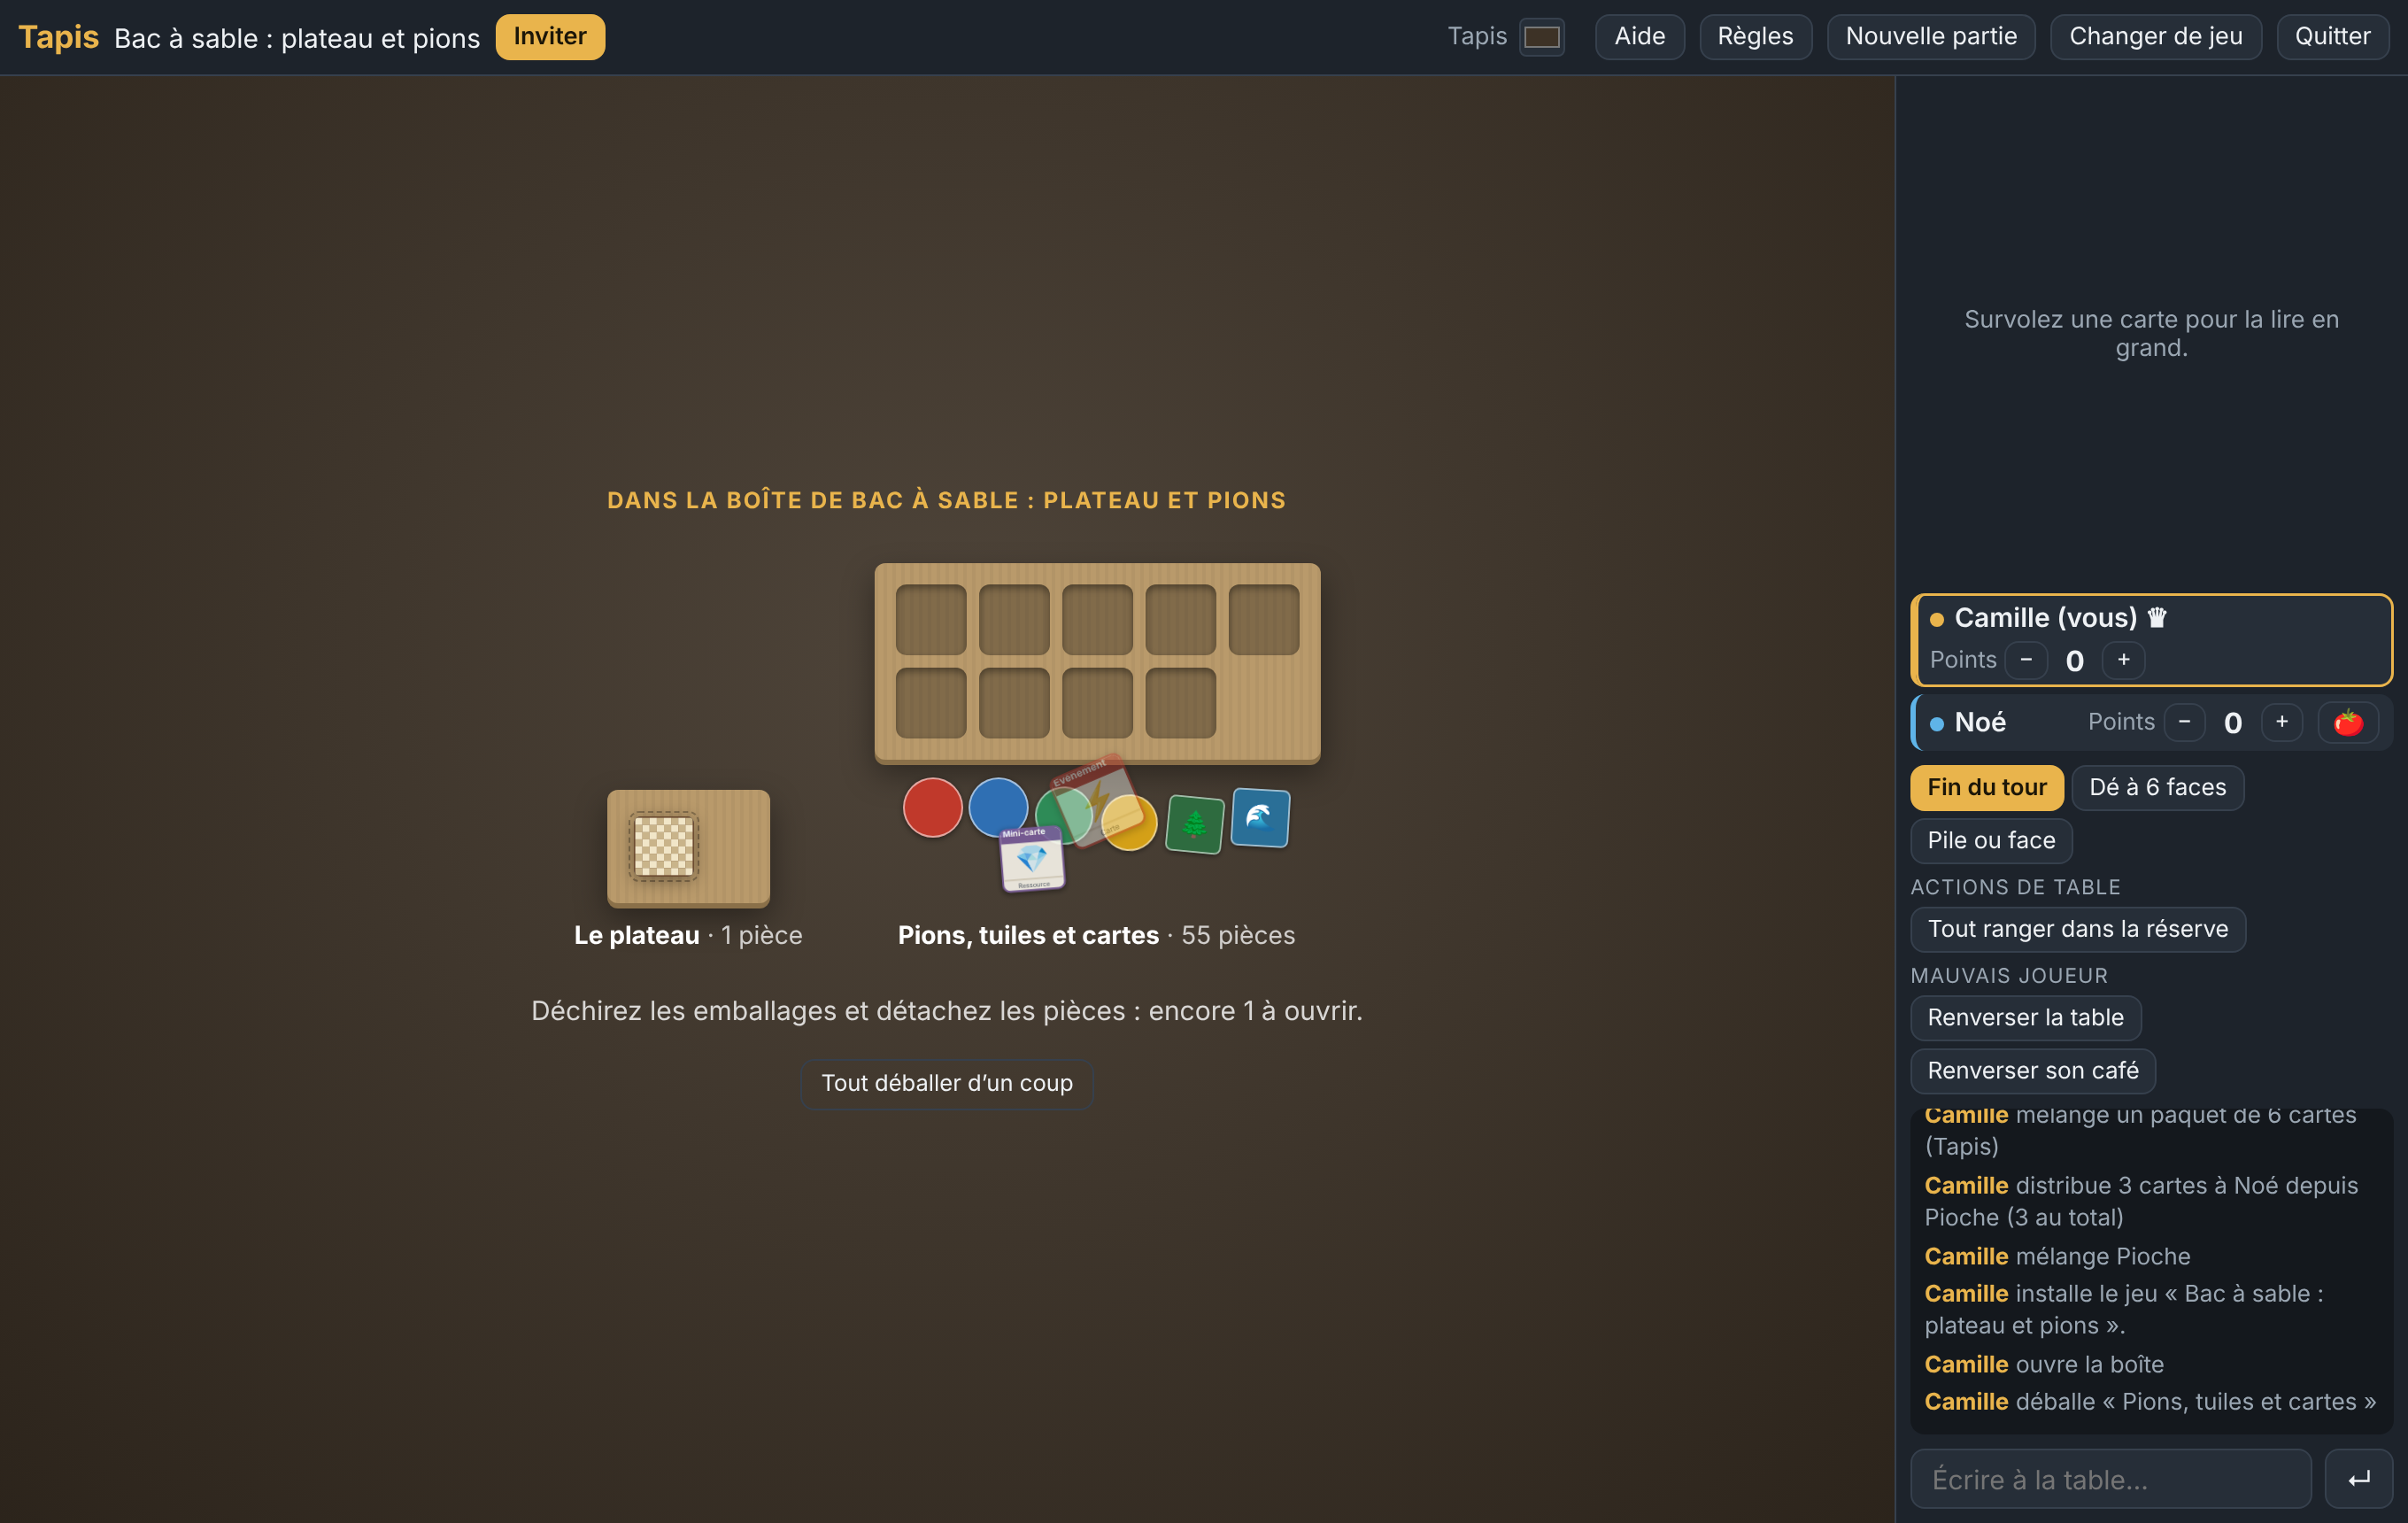 Tapis Bac à sable : plateau et pions Inviter
Tapis Aide Règles Nouvelle partie Changer de jeu Quitter
DANS LA BOÎTE DE BAC À SABLE : PLATEAU ET PIONS
Evénement
Carte
Mini-carte
Ressource
Le plateau · 1 pièce
Pions, tuiles et cartes · 55 pièces
Déchirez les emballages et détachez les pièces : encore 1 à ouvrir.
Tout déballer d’un coup
Survolez une carte pour la lire en
grand.
Camille (vous)
Points − 0 +
Noé Points − 0 +
Fin du tour Dé à 6 faces
Pile ou face
ACTIONS DE TABLE
Tout ranger dans la réserve
MAUVAIS JOUEUR
Renverser la table
Renverser son café
Camille mélange un paquet de 6 cartes
(Tapis)
Camille distribue 3 cartes à Noé depuis
Pioche (3 au total)
Camille mélange Pioche
Camille installe le jeu « Bac à sable :
plateau et pions ».
Camille ouvre la boîte
Camille déballe « Pions, tuiles et cartes »
Écrire à la table…